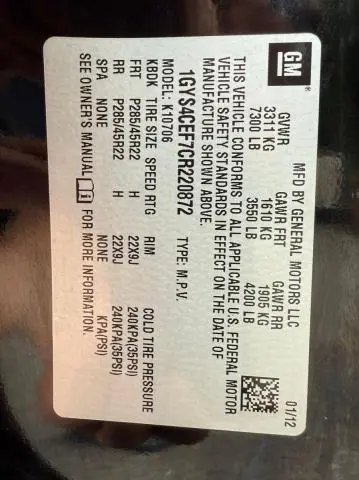 GM
MFD BY GENERAL MOTORS LLC 01/12
GVWR GAWR FRT GAWR RR
3311 KG 1610 KG 1905 KG
7300 LB 3550 LB 4200 LB
THIS VEHICLE CONFORMS TO ALL APPLICABLE U.S. FEDERAL MOTOR
VEHICLE SAFETY STANDARDS IN EFFECT ON THE DATE OF
MANUFACTURE SHOWN ABOVE.
1GYS4CEF7CR220872 TYPE: M.P.V.
MODEL: K10706
KBDK TIRE SIZE SPEED RTG RIM COLD TIRE PRESSURE
FRT P285/45R22 H 22X9J 240KPA(35PSI)
RR P285/45R22 H 22X9J 240KPA(35PSI)
SPA NONE NONE KPA(PSI)
SEE OWNER'S MANUAL i FOR MORE INFORMATION.